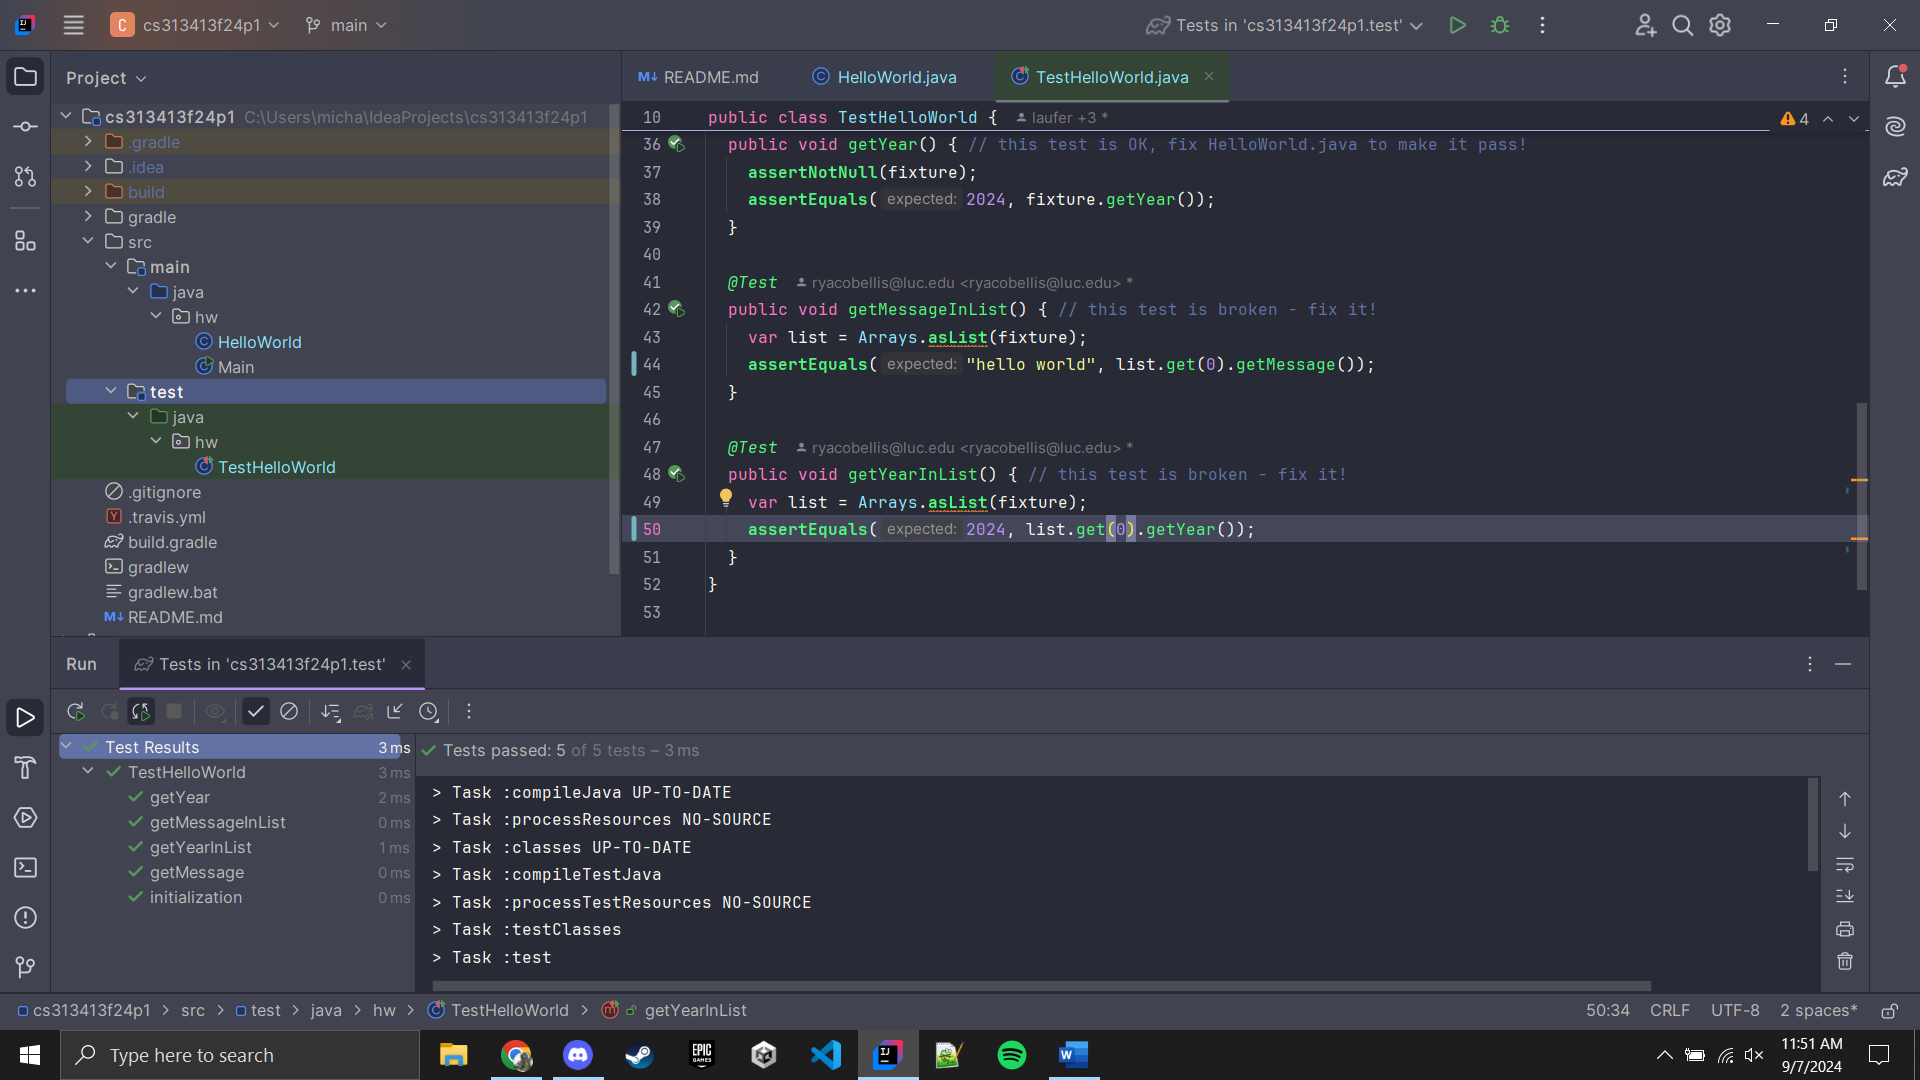 C cs313413f24p1 main Tests in 'cs313413f24p1.test'
Project
cs313413f24p1 C:\Users\micha\IdeaProjects\cs313413f24p1
.gradle
.idea
build
gradle
src
main
java
hw
HelloWorld
Main
test
java
hw
TestHelloWorld
.gitignore
.travis.yml
build.gradle
gradlew
gradlew.bat
M↓ README.md
M↓ README.md HelloWorld.java TestHelloWorld.java
10 public class TestHelloWorld { laufer +3 * 4
36 public void getYear() { // this test is OK, fix HelloWorld.java to make it pass!
37 assertNotNull(fixture);
38 assertEquals( expected: 2024, fixture.getYear());
39 }
40
41 @Test ryacobellis@luc.edu <ryacobellis@luc.edu> *
42 public void getMessageInList() { // this test is broken - fix it!
43 var list = Arrays.asList(fixture);
44 assertEquals( expected: "hello world", list.get(0).getMessage());
45 }
46
47 @Test ryacobellis@luc.edu <ryacobellis@luc.edu> *
48 public void getYearInList() { // this test is broken - fix it!
49 var list = Arrays.asList(fixture);
50 assertEquals( expected: 2024, list.get(0).getYear());
51 }
52 }
53
Run Tests in 'cs313413f24p1.test'
Test Results 3 ms
TestHelloWorld 3 ms
getYear 2 ms
getMessageInList 0 ms
getYearInList 1 ms
getMessage 0 ms
initialization 0 ms
Tests passed: 5 of 5 tests – 3 ms
> Task :compileJava UP-TO-DATE
> Task :processResources NO-SOURCE
> Task :classes UP-TO-DATE
> Task :compileTestJava
> Task :processTestResources NO-SOURCE
> Task :testClasses
> Task :test
cs313413f24p1 > src > test > java > hw > TestHelloWorld > getYearInList 50:34 CRLF UTF-8 2 spaces*
Type here to search
EPIC GAMES
11:51 AM
9/7/2024